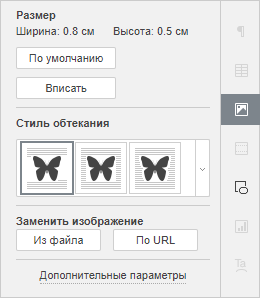 Размер
Ширина: 0.8 см Высота: 0.5 см
По умолчанию
Вписать
Стиль обтекания
Заменить изображение
Из файла По URL
Дополнительные параметры